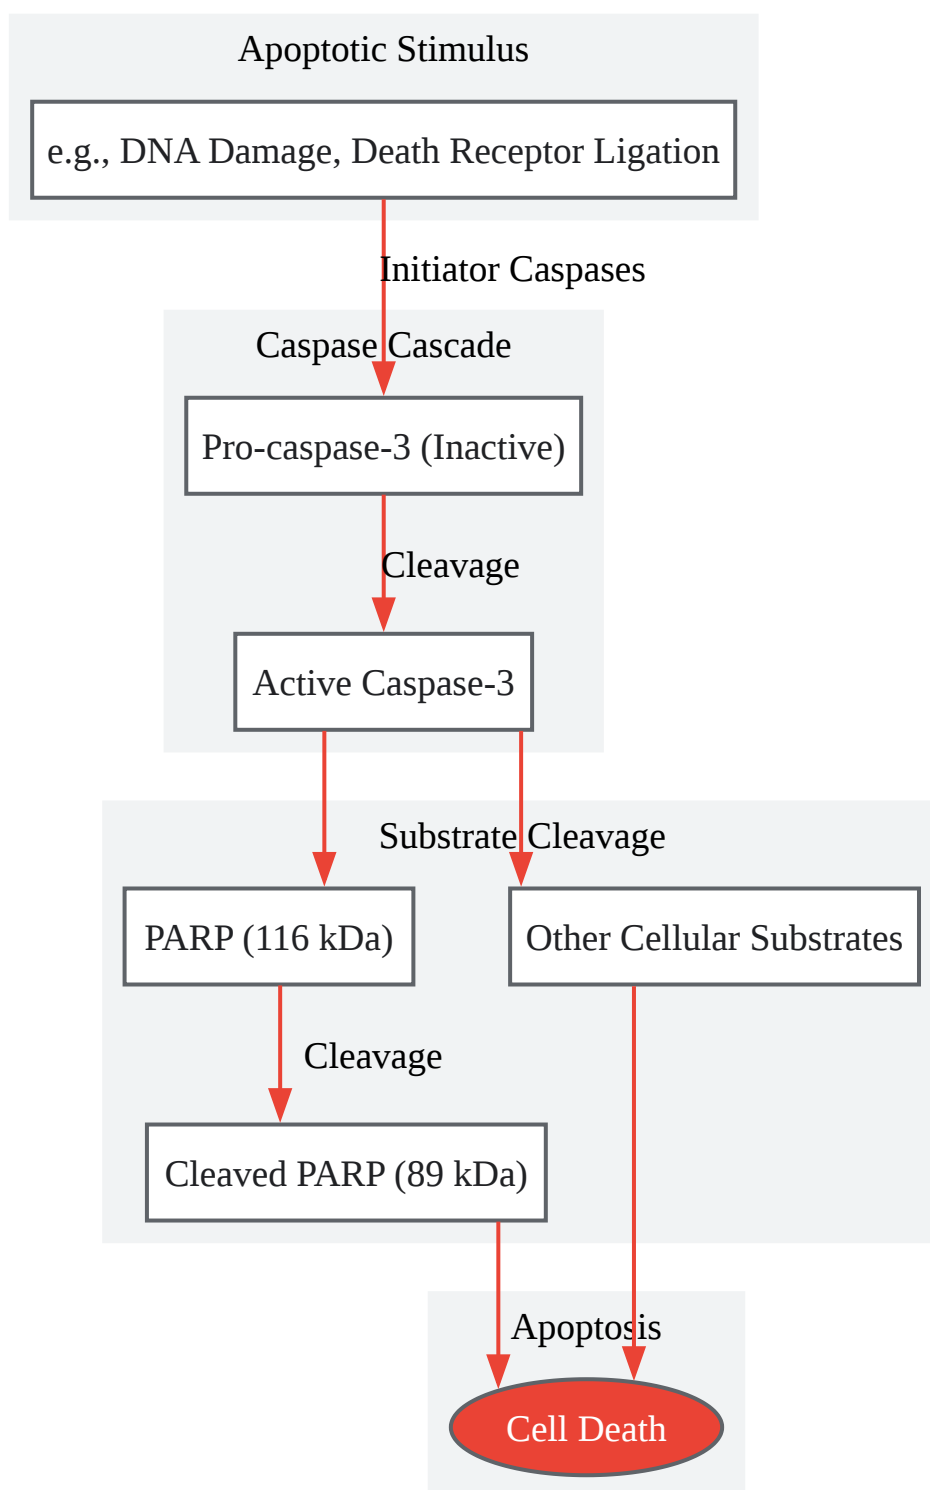 Apoptotic Stimulus
e.g., DNA Damage, Death Receptor Ligation
Initiator Caspases
Caspase Cascade
Pro-caspase-3 (Inactive)
Cleavage
Active Caspase-3
Substrate Cleavage
PARP (116 kDa)
Other Cellular Substrates
Cleavage
Cleaved PARP (89 kDa)
Apoptosis
Cell Death